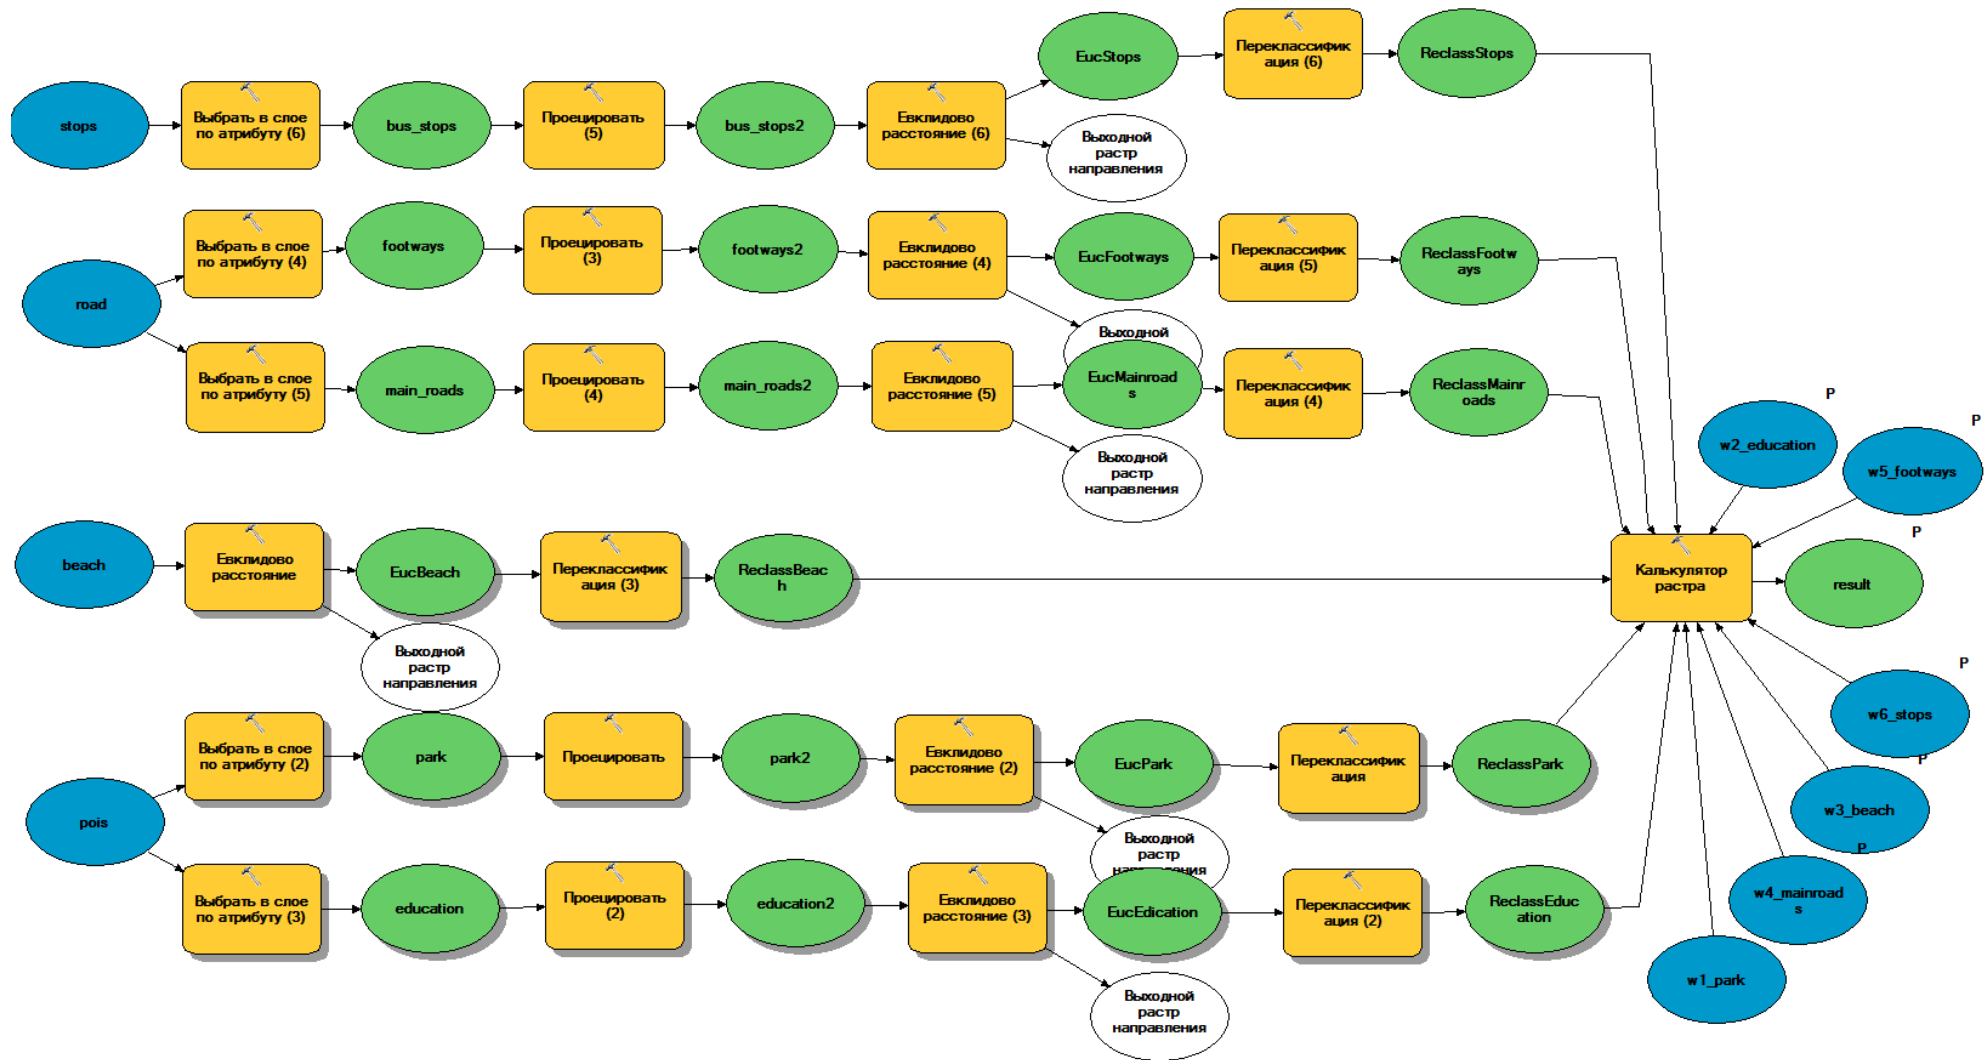 stops
Выбрать в слое
по атрибуту (6)
bus_stops
Проецировать
(5)
bus_stops2
Евклидово
расстояние (6)
EucStops
Переклассифик
ация (6)
ReclassStops
Выходной
растр
направления
road
Выбрать в слое
по атрибуту (4)
footways
Проецировать
(3)
footways2
Евклидово
расстояние (4)
EucFootways
Переклассифик
ация (5)
ReclassFootw
ays
Выходной
Выбрать в слое
по атрибуту (5)
main_roads
Проецировать
(4)
main_roads2
Евклидово
расстояние (5)
EucMainroad
s
Переклассифик
ация (4)
ReclassMainr
oads
Выходной
растр
направления
P
w2_education
P
w5_footways
beach
Евклидово
расстояние
EucBeach
Переклассифик
ация (3)
ReclassBeac
h
Калькулятор
растра
P
result
Выходной
растр
направления
pois
Выбрать в слое
по атрибуту (2)
park
Проецировать
park2
Евклидово
расстояние (2)
EucPark
Переклассифик
ация
ReclassPark
Выходной
растр
направления
P
w6_stops
P
w3_beach
P
w4_mainroad
s
w1_park
Выбрать в слое
по атрибуту (3)
education
Проецировать
(2)
education2
Евклидово
расстояние (3)
EucEdication
Переклассифик
ация (2)
ReclassEduc
ation
Выходной
растр
направления